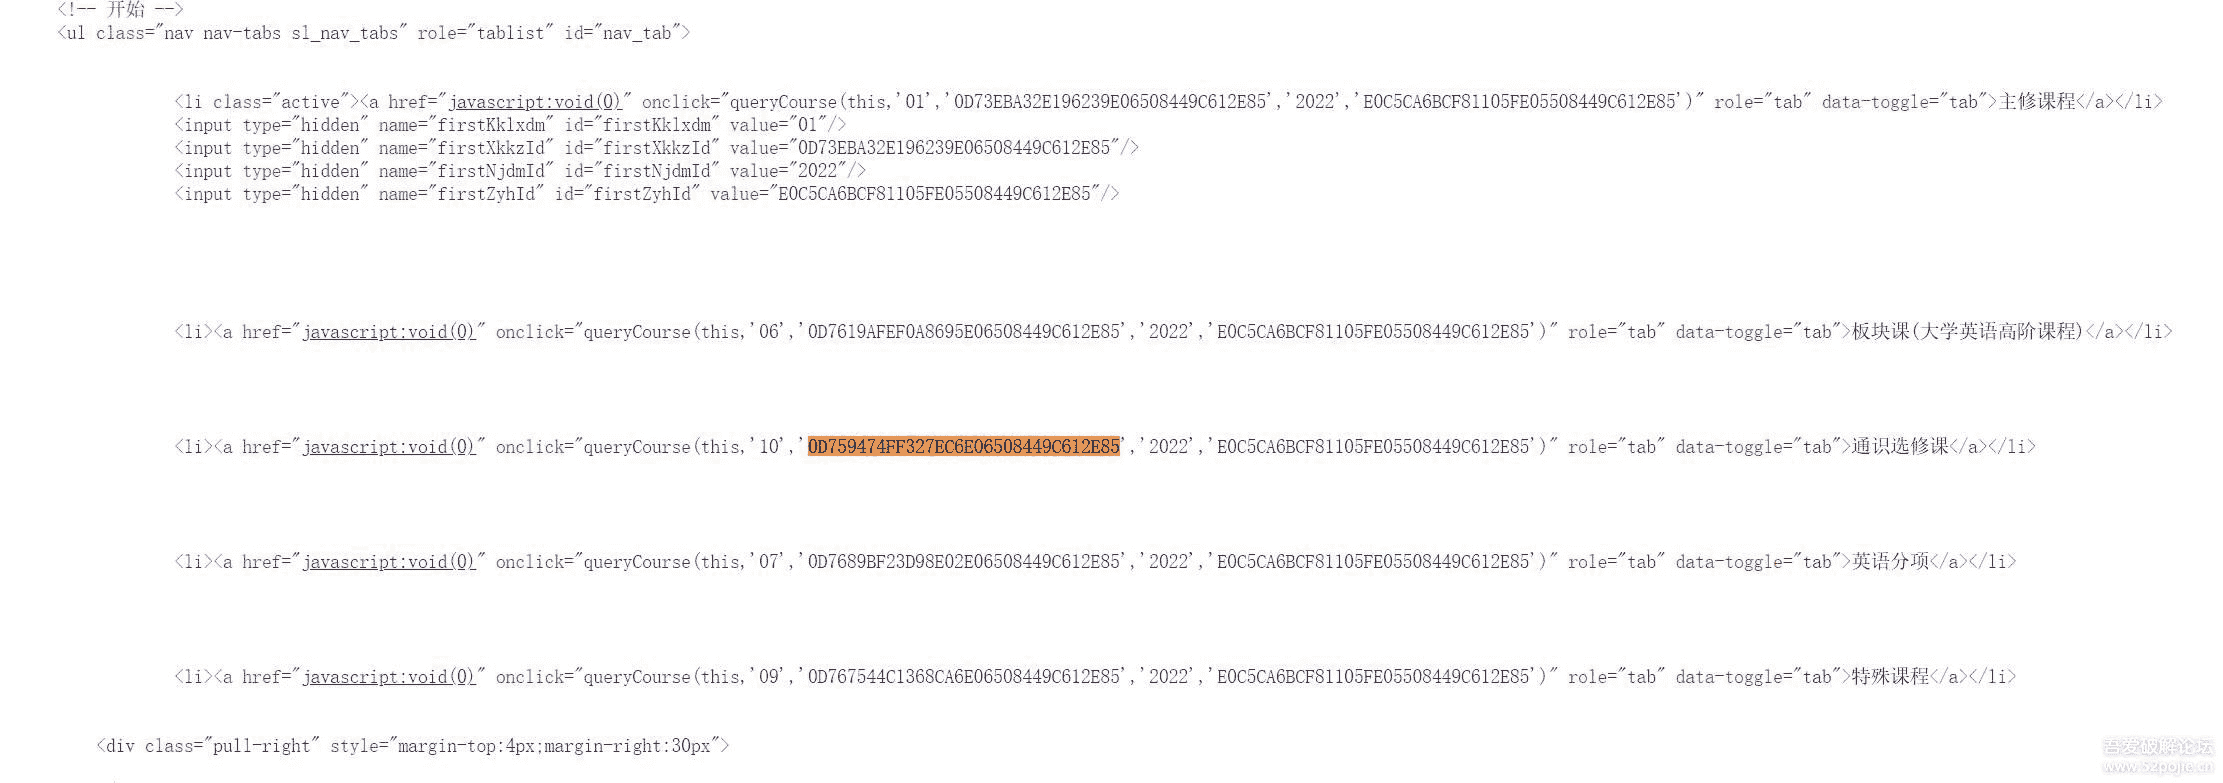 <!-- 开始 -->
<ul class="nav nav-tabs sl_nav_tabs" role="tablist" id="nav_tab">
<li class="active"><a href="javascript:void(0)" onclick="queryCourse(this,'01','0D73EBA32E196239E06508449C612E85','2022','E0C5CA6BCF81105FE05508449C612E85')" role="tab" data-toggle="tab">主修课程</a></li>
<input type="hidden" name="firstKklxdm" id="firstKklxdm" value="01"/>
<input type="hidden" name="firstXkkzId" id="firstXkkzId" value="0D73EBA32E196239E06508449C612E85"/>
<input type="hidden" name="firstNjdmId" id="firstNjdmId" value="2022"/>
<input type="hidden" name="firstZyhId" id="firstZyhId" value="E0C5CA6BCF81105FE05508449C612E85"/>
<li><a href="javascript:void(0)" onclick="queryCourse(this,'06','0D7619AFEF0A8695E06508449C612E85','2022','E0C5CA6BCF81105FE05508449C612E85')" role="tab" data-toggle="tab">板块课(大学英语高阶课程)</a></li>
<li><a href="javascript:void(0)" onclick="queryCourse(this,'10','0D759474FF327EC6E06508449C612E85','2022','E0C5CA6BCF81105FE05508449C612E85')" role="tab" data-toggle="tab">通识选修课</a></li>
<li><a href="javascript:void(0)" onclick="queryCourse(this,'07','0D7689BF23D98E02E06508449C612E85','2022','E0C5CA6BCF81105FE05508449C612E85')" role="tab" data-toggle="tab">英语分项</a></li>
<li><a href="javascript:void(0)" onclick="queryCourse(this,'09','0D767544C1368CA6E06508449C612E85','2022','E0C5CA6BCF81105FE05508449C612E85')" role="tab" data-toggle="tab">特殊课程</a></li>
<div class="pull-right" style="margin-top:4px;margin-right:30px">
吾爱破解论坛
www.52pojie.cn